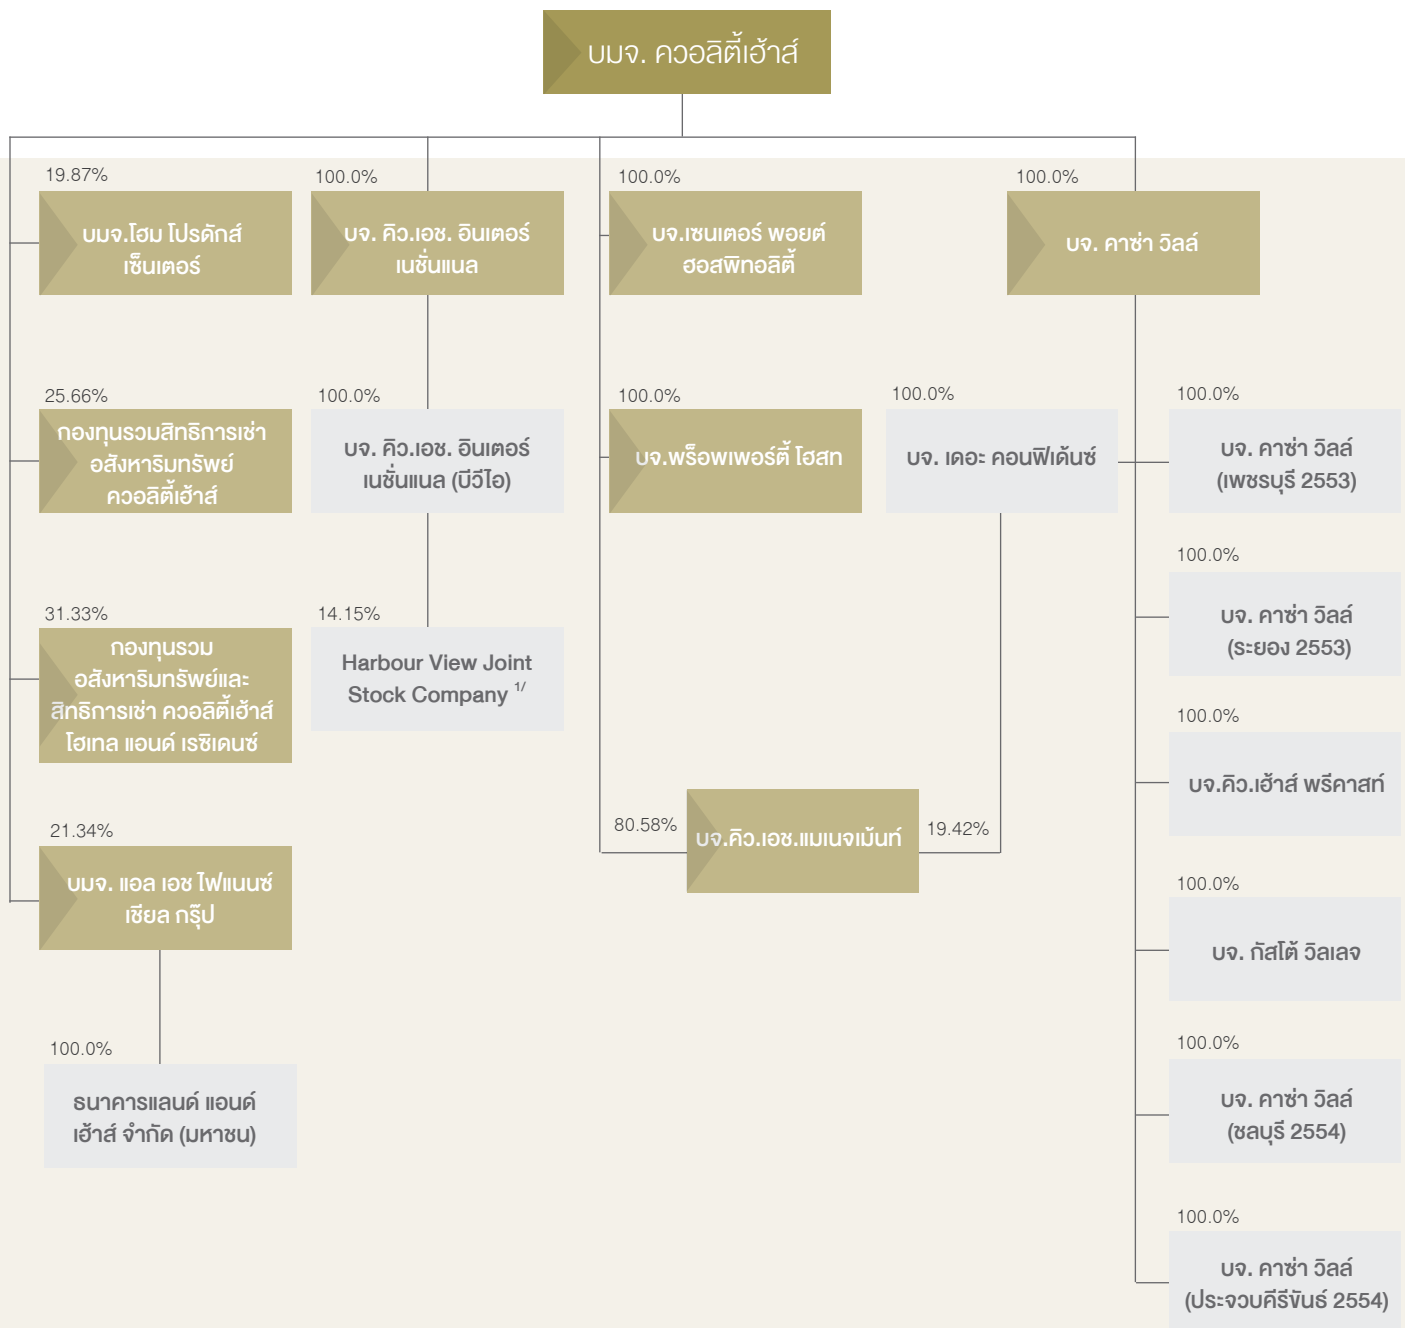 บมจ. ควอลิตี้เฮ้าส์
19.87%
บมจ.โฮม โปรดักส์
เซ็นเตอร์
100.0%
บจ. คิว.เอช. อินเตอร์
เนชั่นแนล
100.0%
บจ.เซนเตอร์ พอยต์
ฮอสพิทอลิตี้
100.0%
บจ. คาซ่า วิลล์
25.66%
กองทุนรวมสิทธิการเช่า
อสังหาริมทรัพย์
ควอลิตี้เฮ้าส์
100.0%
บจ. คิว.เอช. อินเตอร์
เนชั่นแนล (บีวีไอ)
100.0%
บจ.พร็อพเพอร์ตี้ โฮสท
100.0%
บจ. เดอะ คอนฟิเด้นซ์
100.0%
บจ. คาซ่า วิลล์
(เพชรบุรี 2553)
100.0%
บจ. คาซ่า วิลล์
(ระยอง 2553)
31.33%
กองทุนรวม
อสังหาริมทรัพย์และ
สิทธิการเช่า ควอลิตี้เฮ้าส์
โฮเทล แอนด์ เรซิเดนซ์
14.15%
Harbour View Joint
Stock Company 1/
100.0%
บจ.คิว.เฮ้าส์ พรีคาสท์
80.58%
บจ.คิว.เอช.แมเนจเม้นท์
19.42%
21.34%
บมจ. แอล เอช ไฟแนนซ์
เชียล กรุ๊ป
100.0%
บจ. กัสโต้ วิลเลจ
100.0%
ธนาคารแลนด์ แอนด์
เฮ้าส์ จำกัด (มหาชน)
100.0%
บจ. คาซ่า วิลล์
(ชลบุรี 2554)
100.0%
บจ. คาซ่า วิลล์
(ประจวบคีรีขันธ์ 2554)